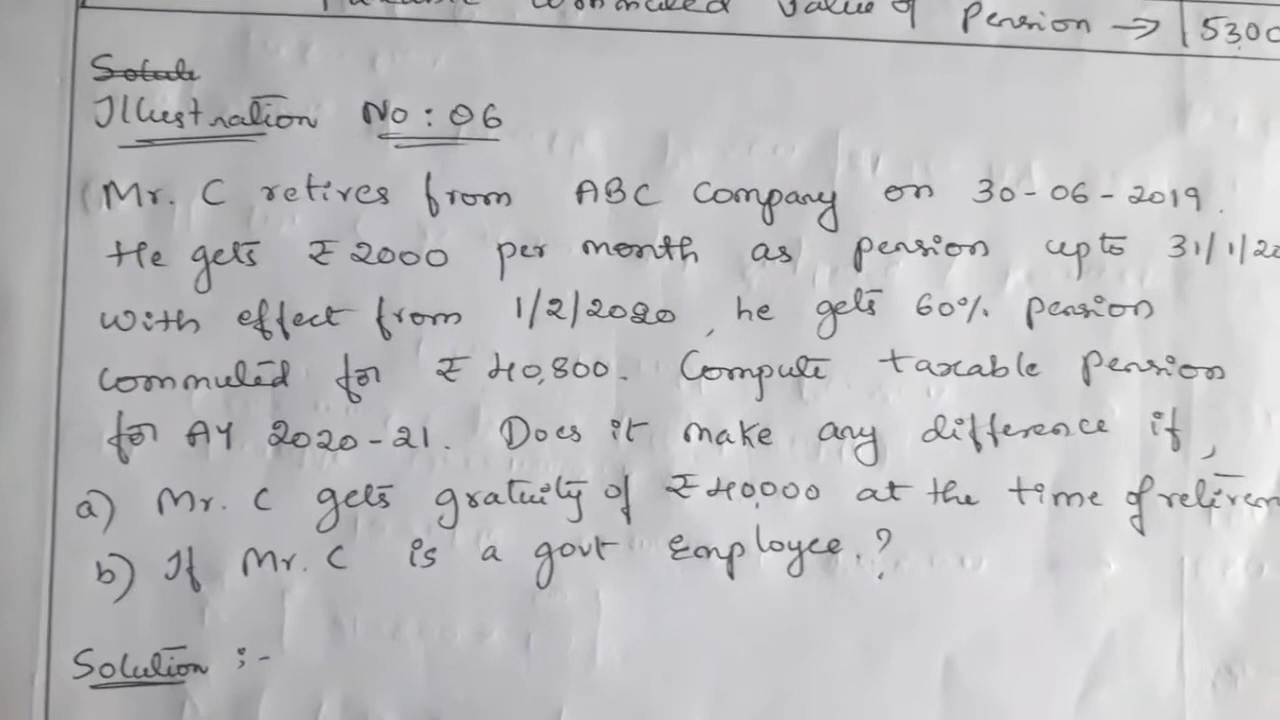 Commuted Value of Pension → 5300
Solut
Illustration No : 06
Mr. C retires from ABC Company on 30-06-2019.
He gets ₹ 2000 per month as pension upto 31/1/20
with effect from 1/2/2020, he gets 60% pension
commuted for ₹ 40,800. Compute taxable pension
for AY 2020-21. Does it make any difference if,
a) Mr. C gets gratuity of ₹ 40,000 at the time of retirem
b) If Mr. C is a govt Employee.?
Solution :-